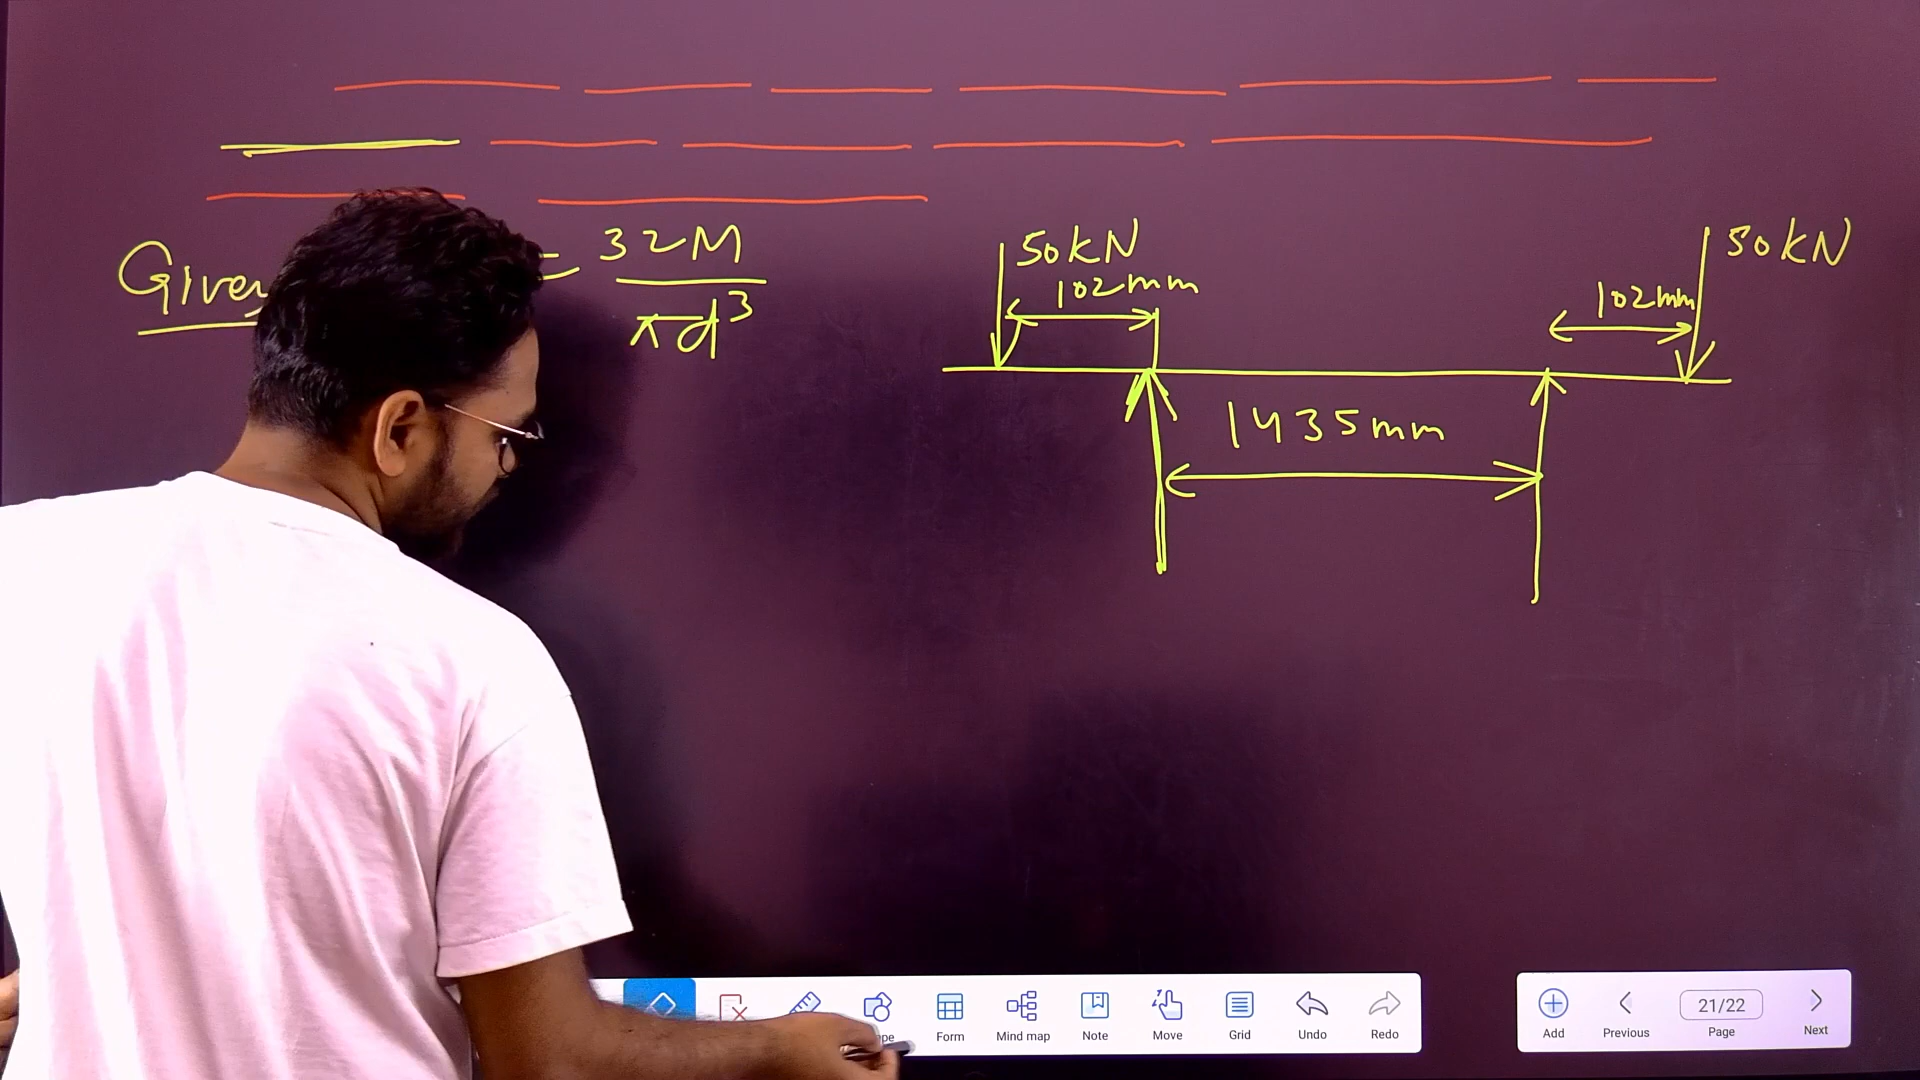 Given = 32M
πd³
50kN
102mm
50kN
102mm
1435mm
Form Mind map Note Move Grid Undo Redo
Add Previous 21/22 Page Next